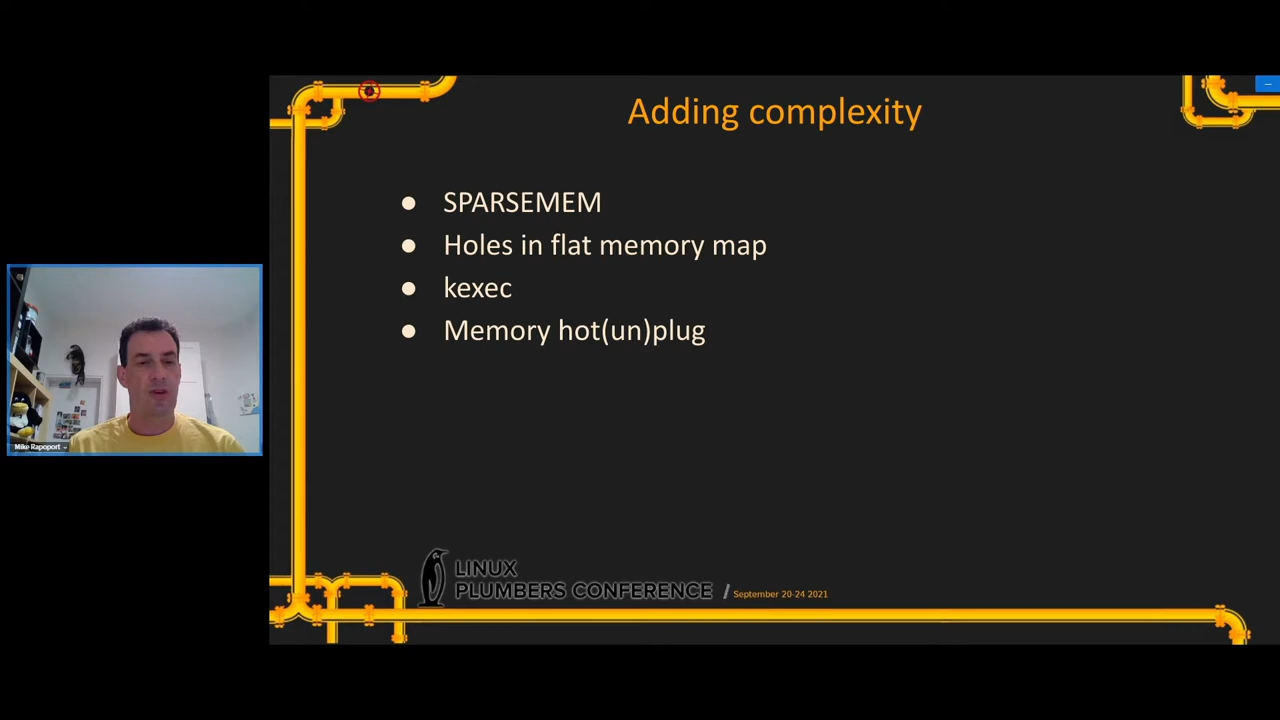 Adding complexity
● SPARSEMEM
● Holes in flat memory map
● kexec
● Memory hot(un)plug
Mike Rapoport
LINUX
PLUMBERS CONFERENCE / September 20-24 2021